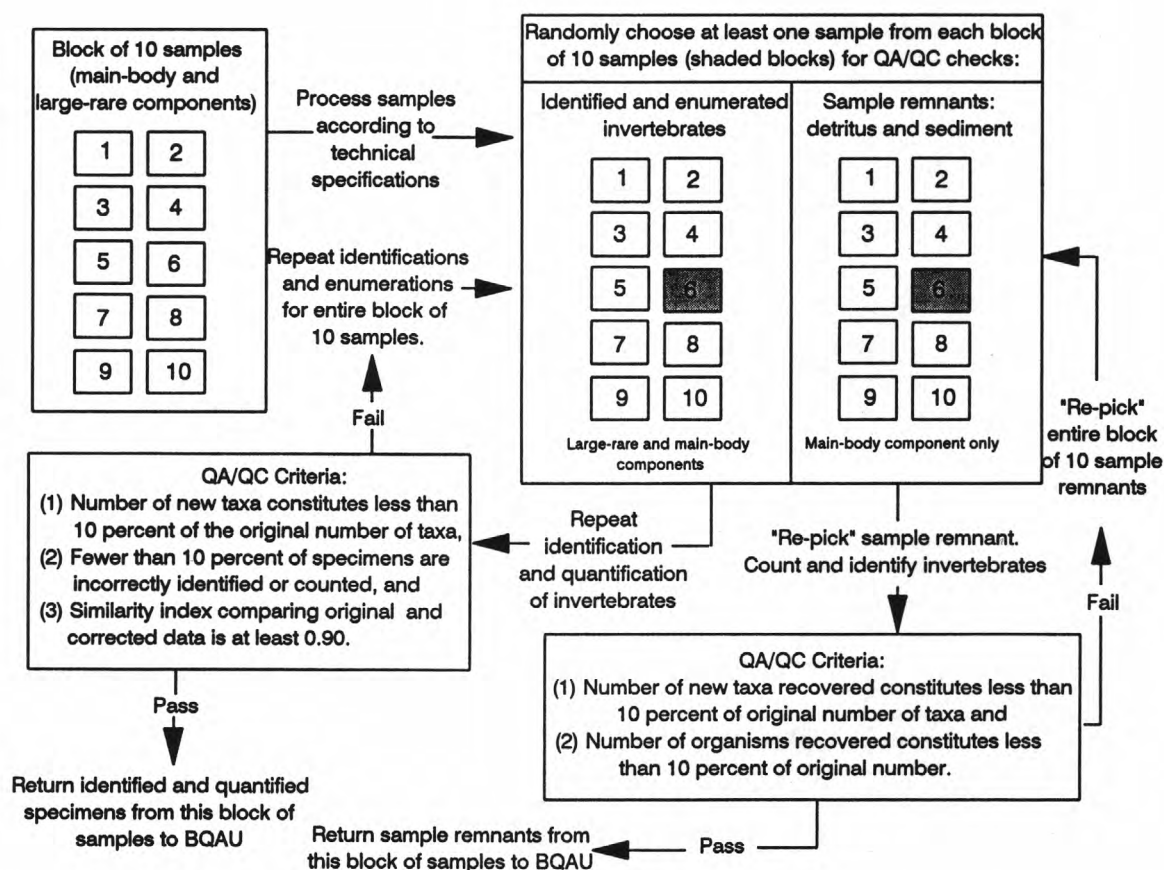 Block of 10 samples
(main-body and
large-rare components)
1 2
3 4
5 6
7 8
9 10
Process samples
according to
technical
specifications
Repeat identifications
and enumerations
for entire block of
10 samples.
Fail
Randomly choose at least one sample from each block
of 10 samples (shaded blocks) for QA/QC checks:
Identified and enumerated
invertebrates
1 2
3 4
5 6
7 8
9 10
Large-rare and main-body
components
Sample remnants:
detritus and sediment
1 2
3 4
5 6
7 8
9 10
Main-body component only
"Re-pick"
entire block
of 10 sample
remnants
Fail
QA/QC Criteria:
(1) Number of new taxa constitutes less than
10 percent of the original number of taxa,
(2) Fewer than 10 percent of specimens are
incorrectly identified or counted, and
(3) Similarity index comparing original and
corrected data is at least 0.90.
Repeat
identification
and quantification
of invertebrates
"Re-pick" sample remnant.
Count and identify invertebrates
Pass
Return identified and quantified
specimens from this block of
samples to BQAU
QA/QC Criteria:
(1) Number of new taxa recovered constitutes less than
10 percent of original number of taxa and
(2) Number of organisms recovered constitutes less
than 10 percent of original number.
Pass
Return sample remnants from
this block of samples to BQAU